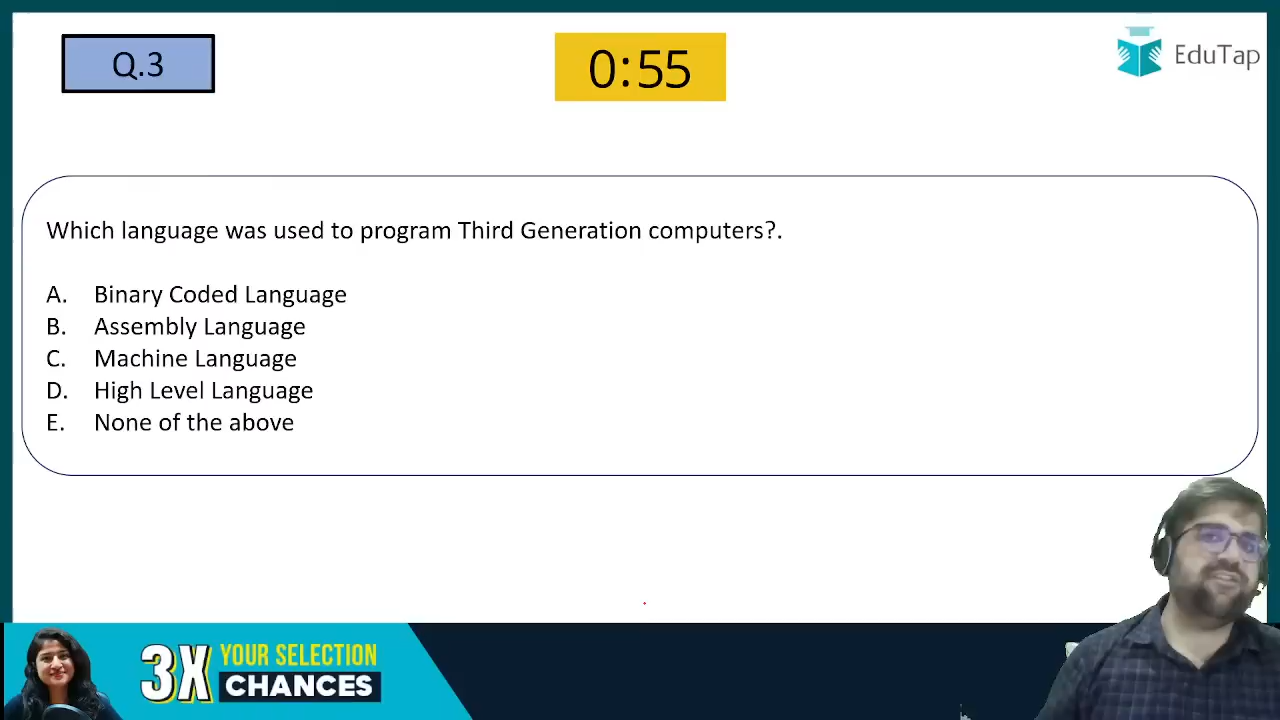 Q.3
0:55
EduTap
Which language was used to program Third Generation computers?.
A. Binary Coded Language
B. Assembly Language
C. Machine Language
D. High Level Language
E. None of the above
3X YOUR SELECTION
CHANCES